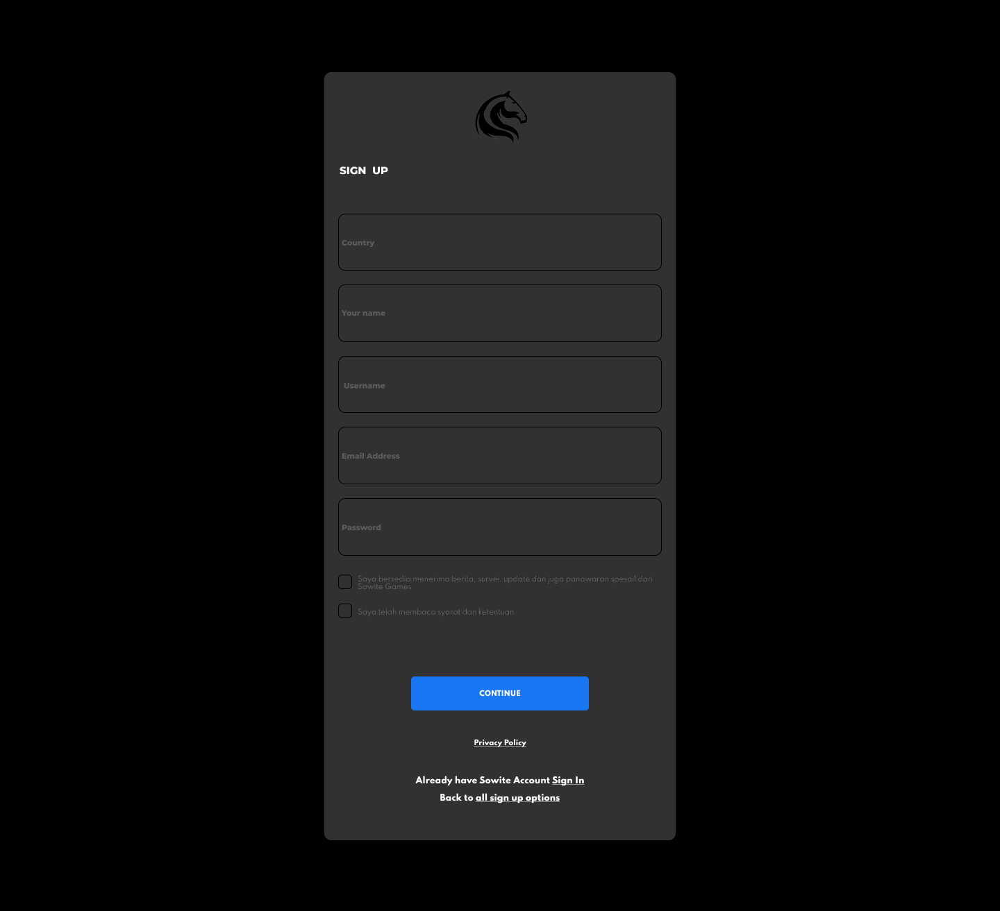 SIGN UP
Country
Your name
Username
Email Address
Password
Saya bersedia menerima berita, survei, update dan juga panawaran spesail dari
Sowite Games
Saya telah membaca syarat dan ketentuan
CONTINUE
Privacy Policy
Already have Sowite Account Sign In
Back to all sign up options